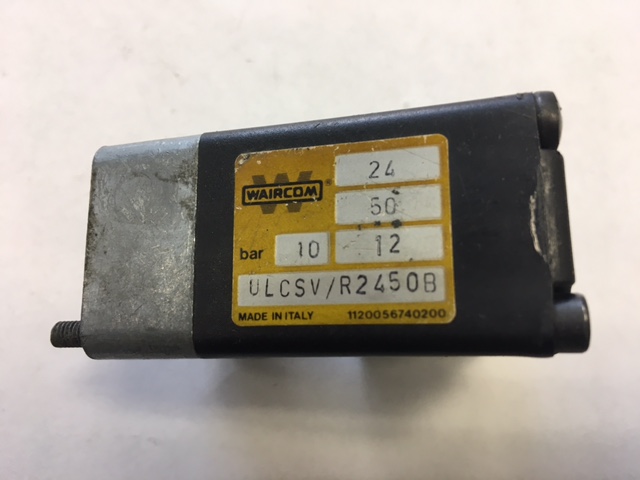 W
WAIRCOM®
24
50
bar 10 12
ULCSV/R2450B
MADE IN ITALY 1120056740200